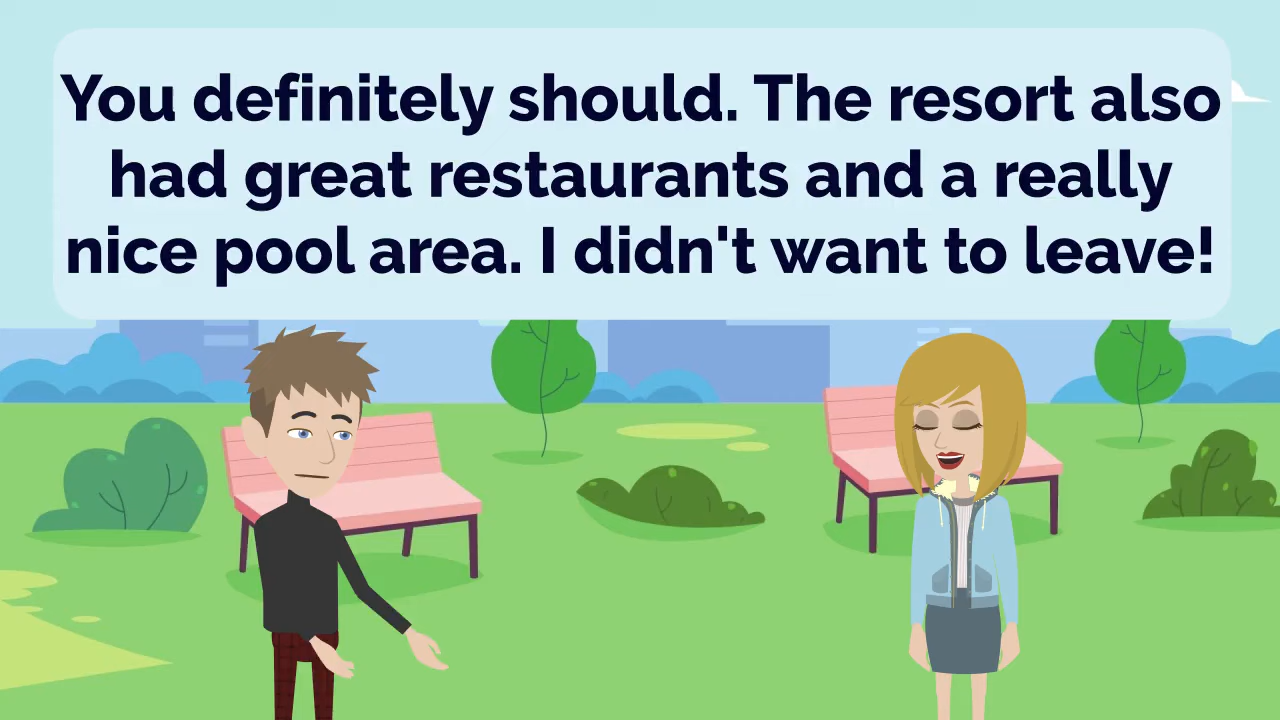 You definitely should. The resort also
had great restaurants and a really
nice pool area. I didn't want to leave!